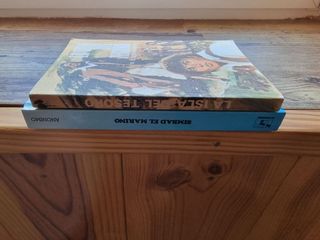 LA ISLA DEL TESORO
SIMBAD EL MARINO
ANONIMO